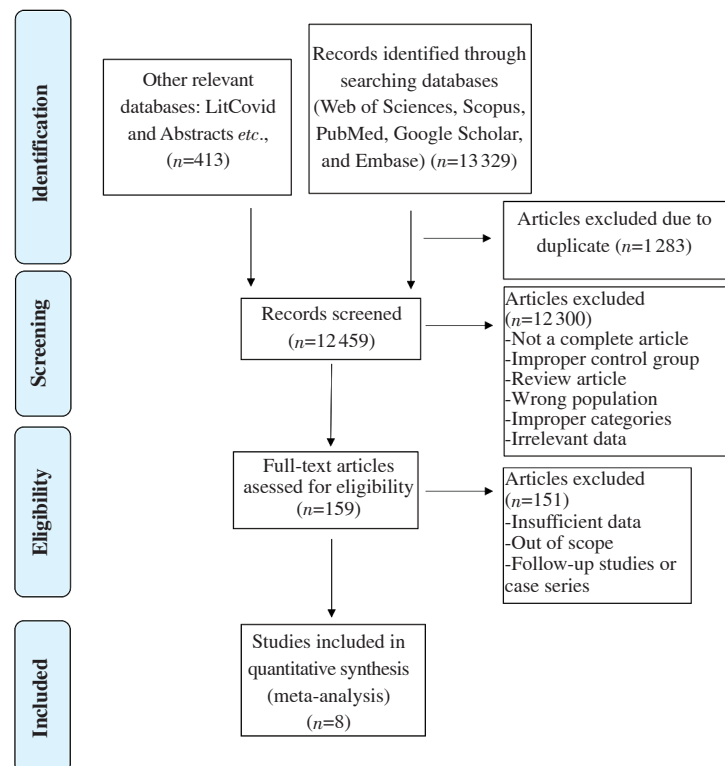 Identification
Other relevant
databases: LitCovid
and Abstracts etc.,
(n=413)
Records identified through
searching databases
(Web of Sciences, Scopus,
PubMed, Google Scholar,
and Embase) (n=13 329)
Articles excluded due to
duplicate (n=1 283)
Screening
Records screened
(n=12 459)
Articles excluded
(n=12 300)
-Not a complete article
-Improper control group
-Review article
-Wrong population
-Improper categories
-Irrelevant data
Eligibility
Full-text articles
asessed for eligibility
(n=159)
Articles excluded
(n=151)
-Insufficient data
-Out of scope
-Follow-up studies or
case series
Included
Studies included in
quantitative synthesis
(meta-analysis)
(n=8)